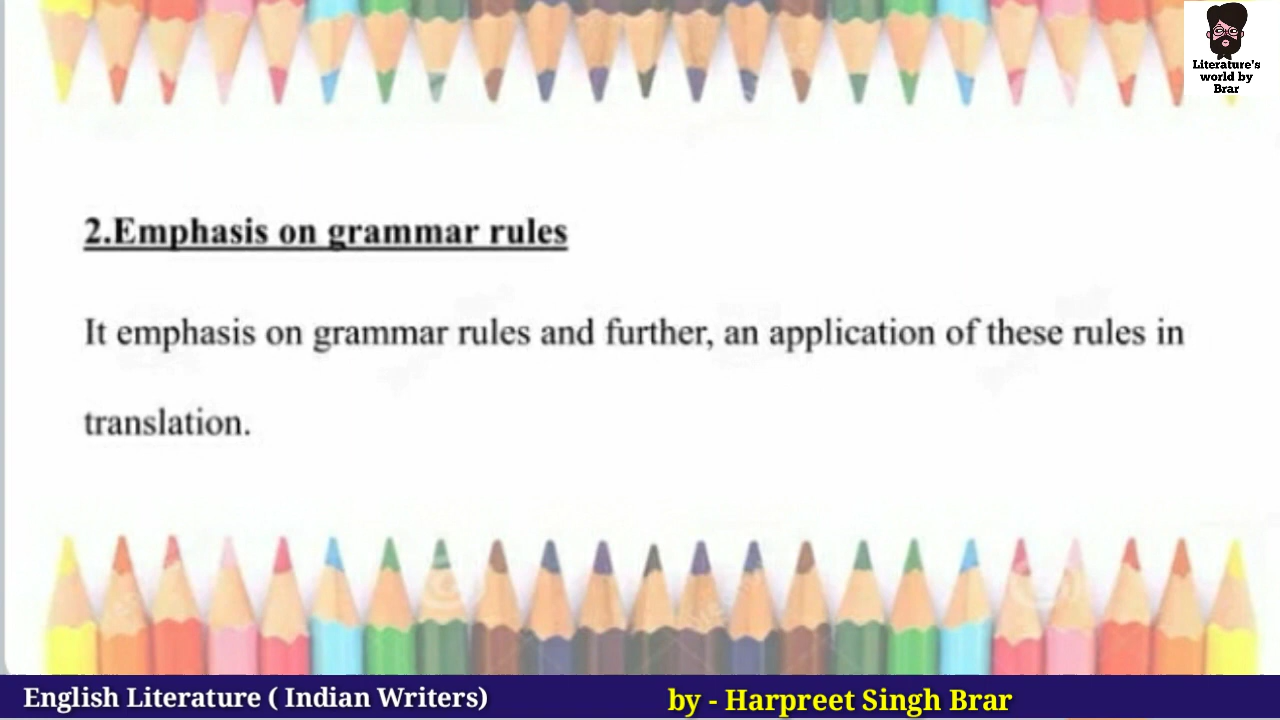 Literature's
world by
Brar
2.Emphasis on grammar rules
It emphasis on grammar rules and further, an application of these rules in
translation.
English Literature ( Indian Writers)
by - Harpreet Singh Brar